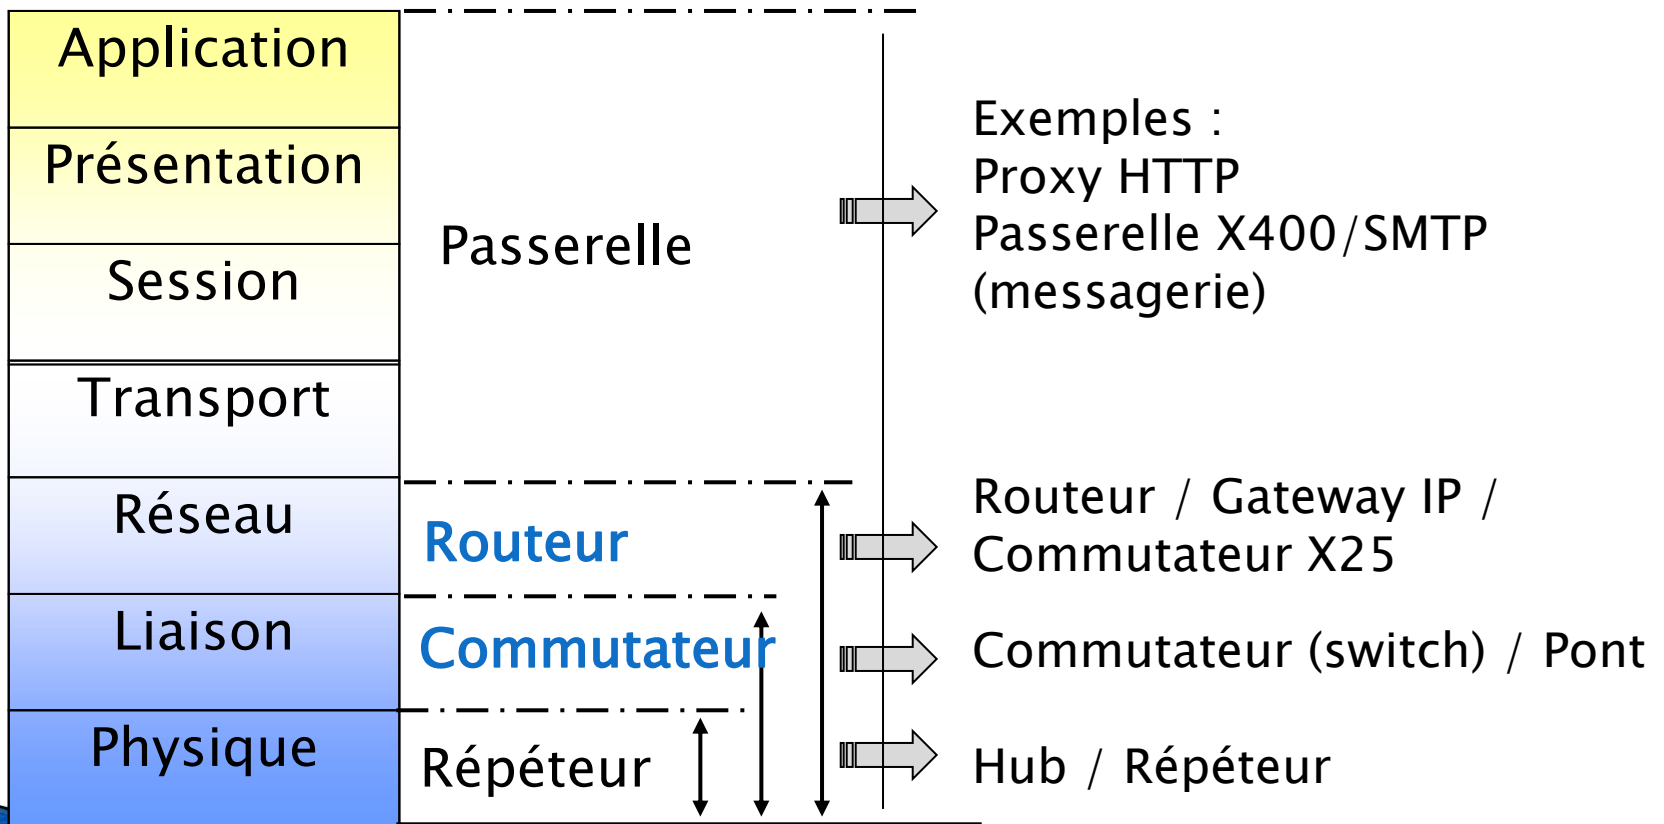 Application
Présentation
Session
Transport
Réseau
Liaison
Physique
Passerelle
Routeur
Commutateur
Répéteur
Exemples :
Proxy HTTP
Passerelle X400/SMTP
(messagerie)
Routeur / Gateway IP /
Commutateur X25
Commutateur (switch) / Pont
Hub / Répéteur